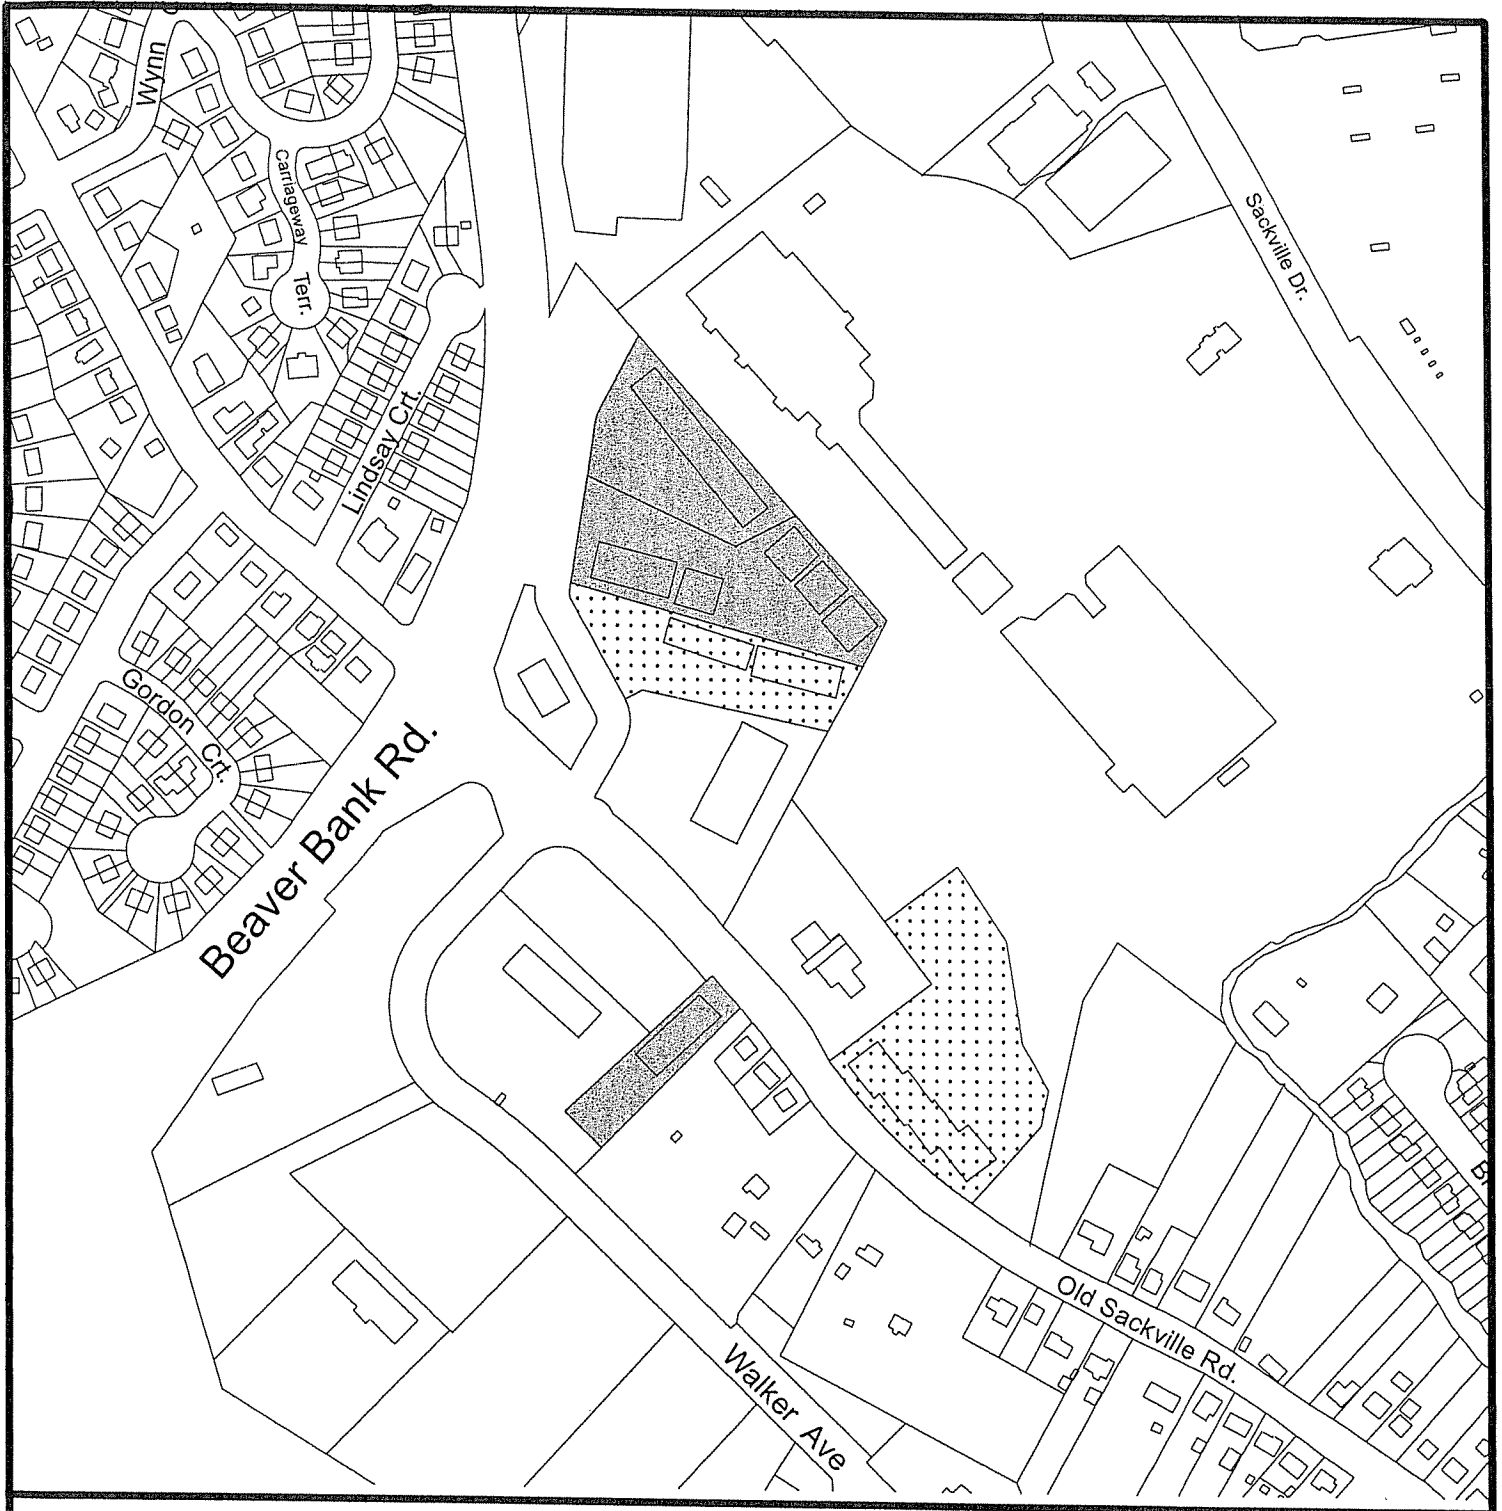 Wynn
Carriageway
Terr.
Sackville Dr.
Lindsay Crt.
Gordon Crt.
Beaver Bank Rd.
Old Sackville Rd.
Walker Ave